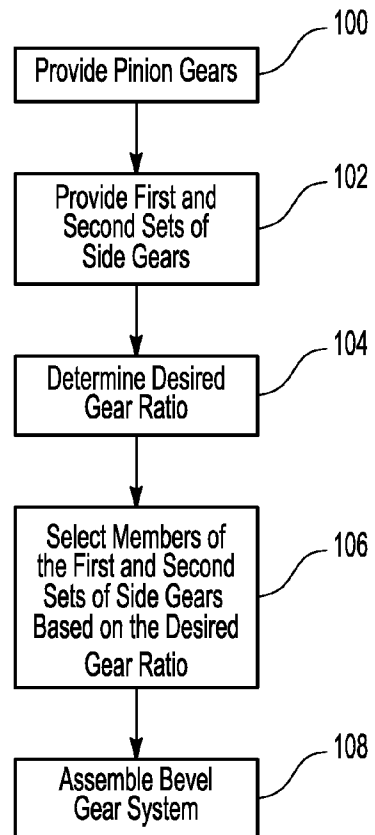 100
Provide Pinion Gears
102
Provide First and
Second Sets of
Side Gears
104
Determine Desired
Gear Ratio
106
Select Members of
the First and Second
Sets of Side Gears
Based on the Desired
Gear Ratio
108
Assemble Bevel
Gear System